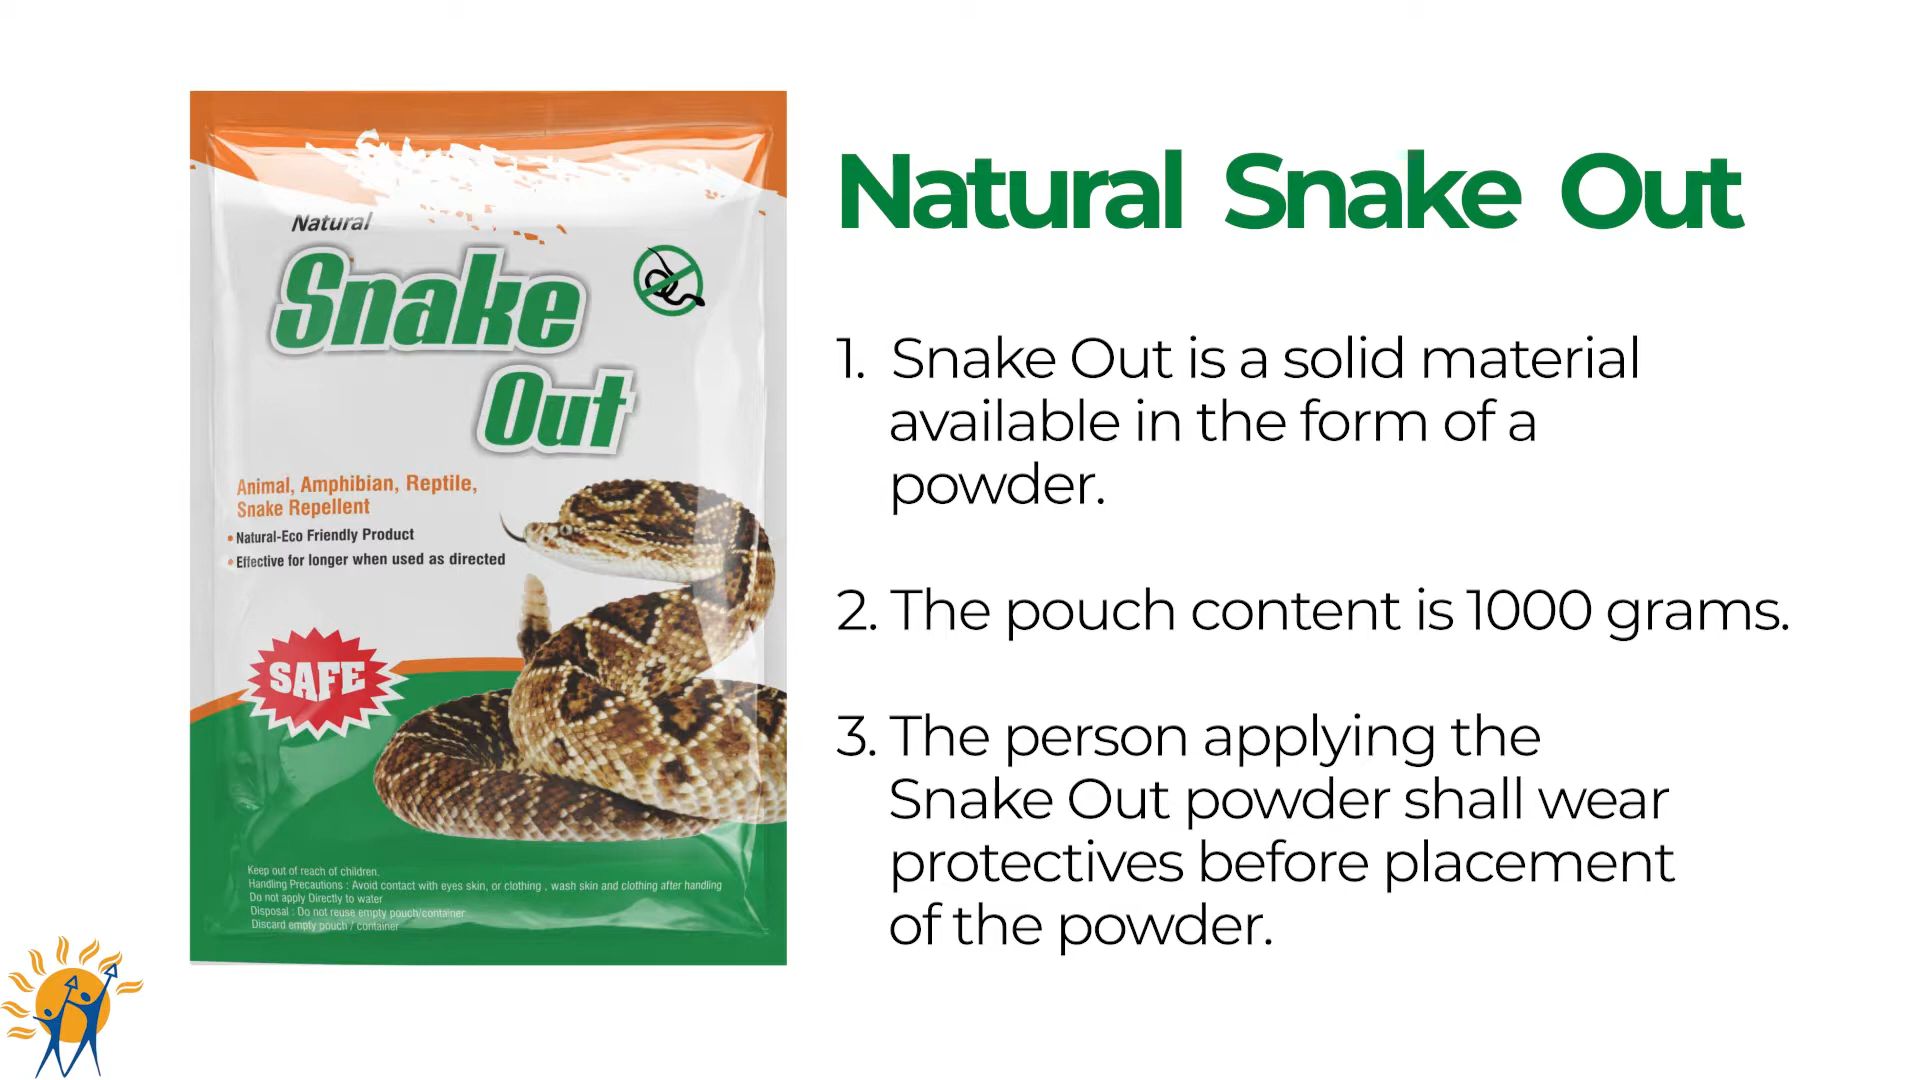 Natural
Snake
Out
Animal, Amphibian, Reptile,
Snake Repellent
• Natural-Eco Friendly Product
• Effective for longer when used as directed
SAFE
Keep out of reach of children.
Handling Precautions : Avoid contact with eyes skin, or clothing , wash skin and clothing after handling
Do not apply Directly to water
Disposal : Do not reuse empty pouch/container
Discard empty pouch / container
Natural Snake Out
1. Snake Out is a solid material
available in the form of a
powder.
2. The pouch content is 1000 grams.
3. The person applying the
Snake Out powder shall wear
protectives before placement
of the powder.